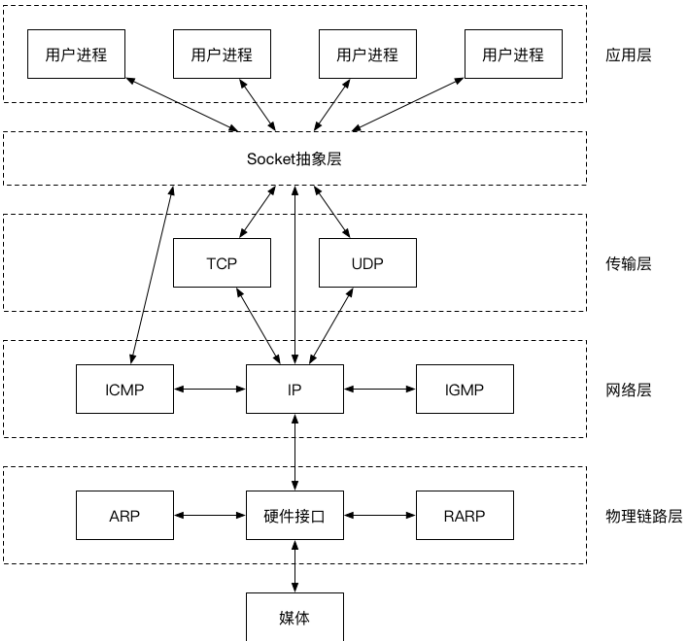 用户进程
用户进程
用户进程
用户进程
应用层
Socket抽象层
TCP
UDP
传输层
ICMP
IP
IGMP
网络层
ARP
硬件接口
RARP
物理链路层
媒体